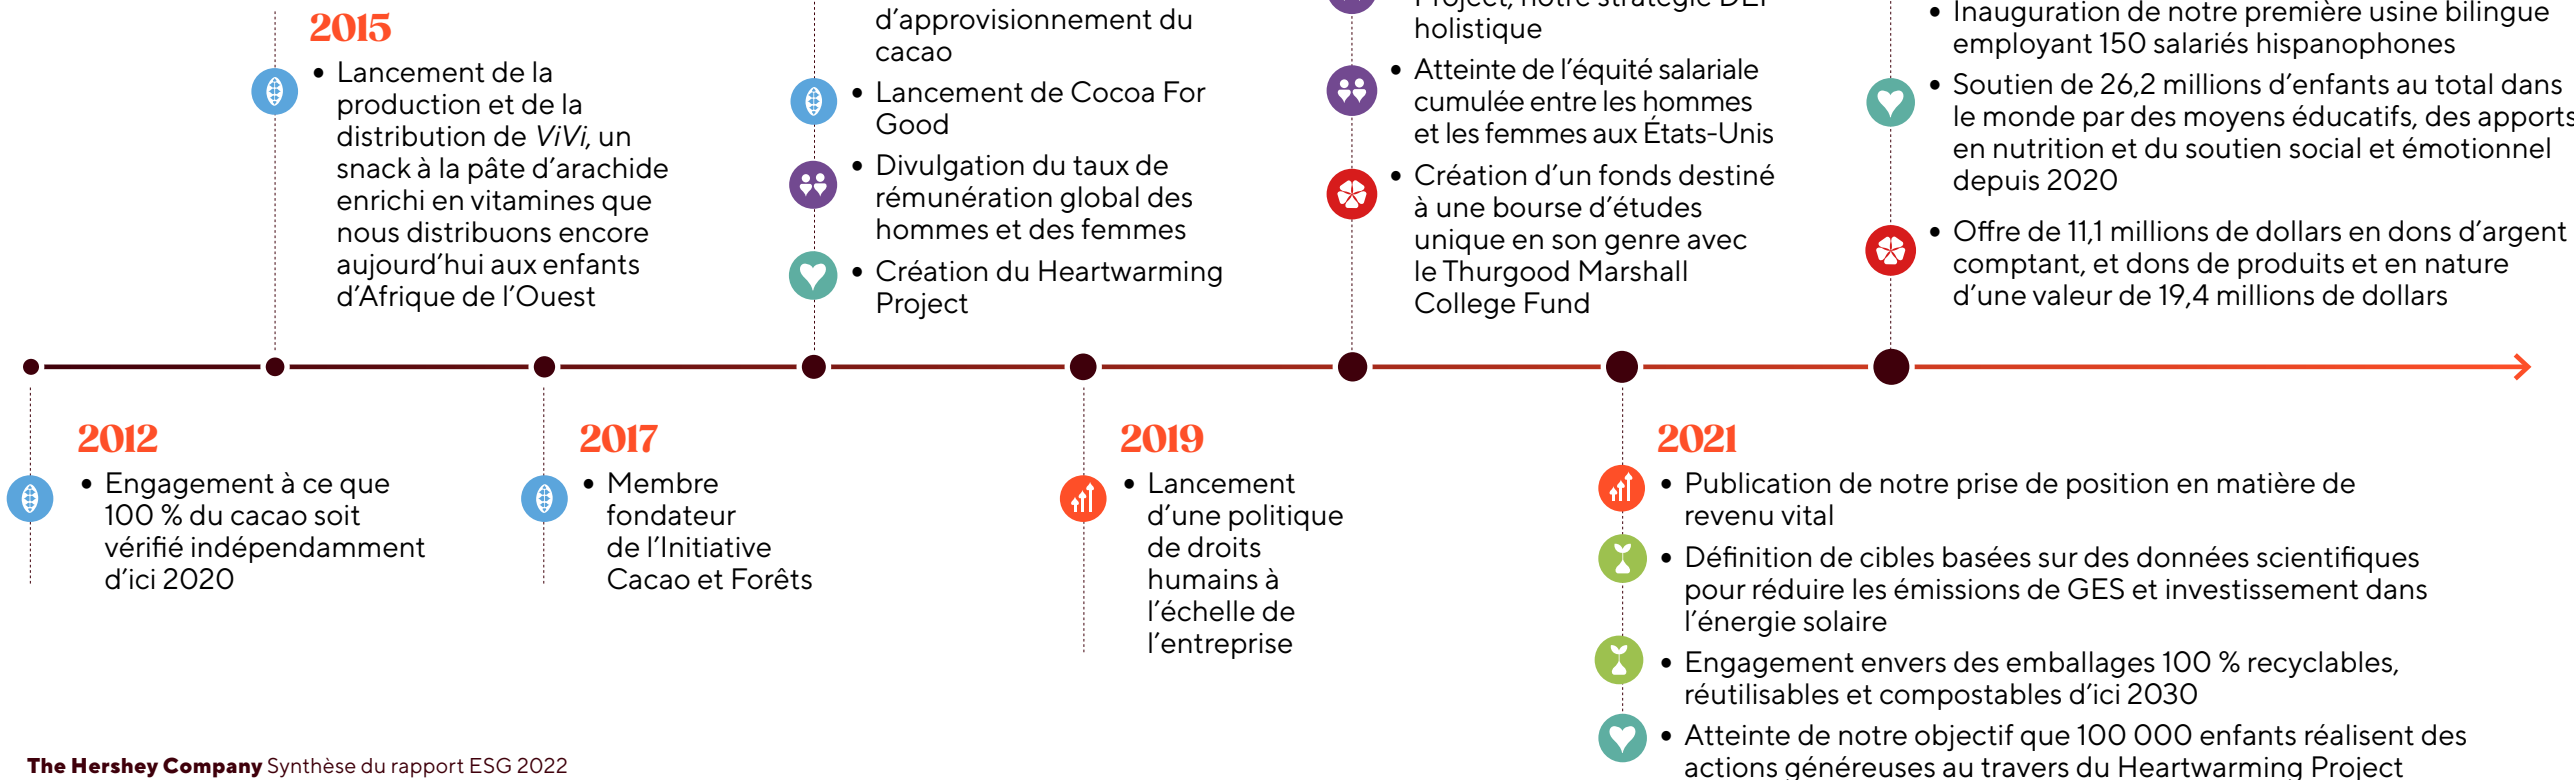 2015
• Lancement de la
production et de la
distribution de ViVi, un
snack à la pâte d’arachide
enrichi en vitamines que
nous distribuons encore
aujourd’hui aux enfants
d’Afrique de l’Ouest
d’approvisionnement du
cacao
• Lancement de Cocoa For
Good
• Divulgation du taux de
rémunération global des
hommes et des femmes
• Création du Heartwarming
Project
Project, notre stratégie DEI
holistique
• Atteinte de l’équité salariale
cumulée entre les hommes
et les femmes aux États-Unis
• Création d’un fonds destiné
à une bourse d’études
unique en son genre avec
le Thurgood Marshall
College Fund
• Inauguration de notre première usine bilingue
employant 150 salariés hispanophones
• Soutien de 26,2 millions d’enfants au total dans
le monde par des moyens éducatifs, des apports
en nutrition et du soutien social et émotionnel
depuis 2020
• Offre de 11,1 millions de dollars en dons d’argent
comptant, et dons de produits et en nature
d’une valeur de 19,4 millions de dollars
2012
• Engagement à ce que
100 % du cacao soit
vérifié indépendamment
d’ici 2020
2017
• Membre
fondateur
de l’Initiative
Cacao et Forêts
2019
• Lancement
d’une politique
de droits
humains à
l’échelle de
l’entreprise
2021
• Publication de notre prise de position en matière de
revenu vital
• Définition de cibles basées sur des données scientifiques
pour réduire les émissions de GES et investissement dans
l’énergie solaire
• Engagement envers des emballages 100 % recyclables,
réutilisables et compostables d’ici 2030
• Atteinte de notre objectif que 100 000 enfants réalisent des
actions généreuses au travers du Heartwarming Project
The Hershey Company Synthèse du rapport ESG 2022